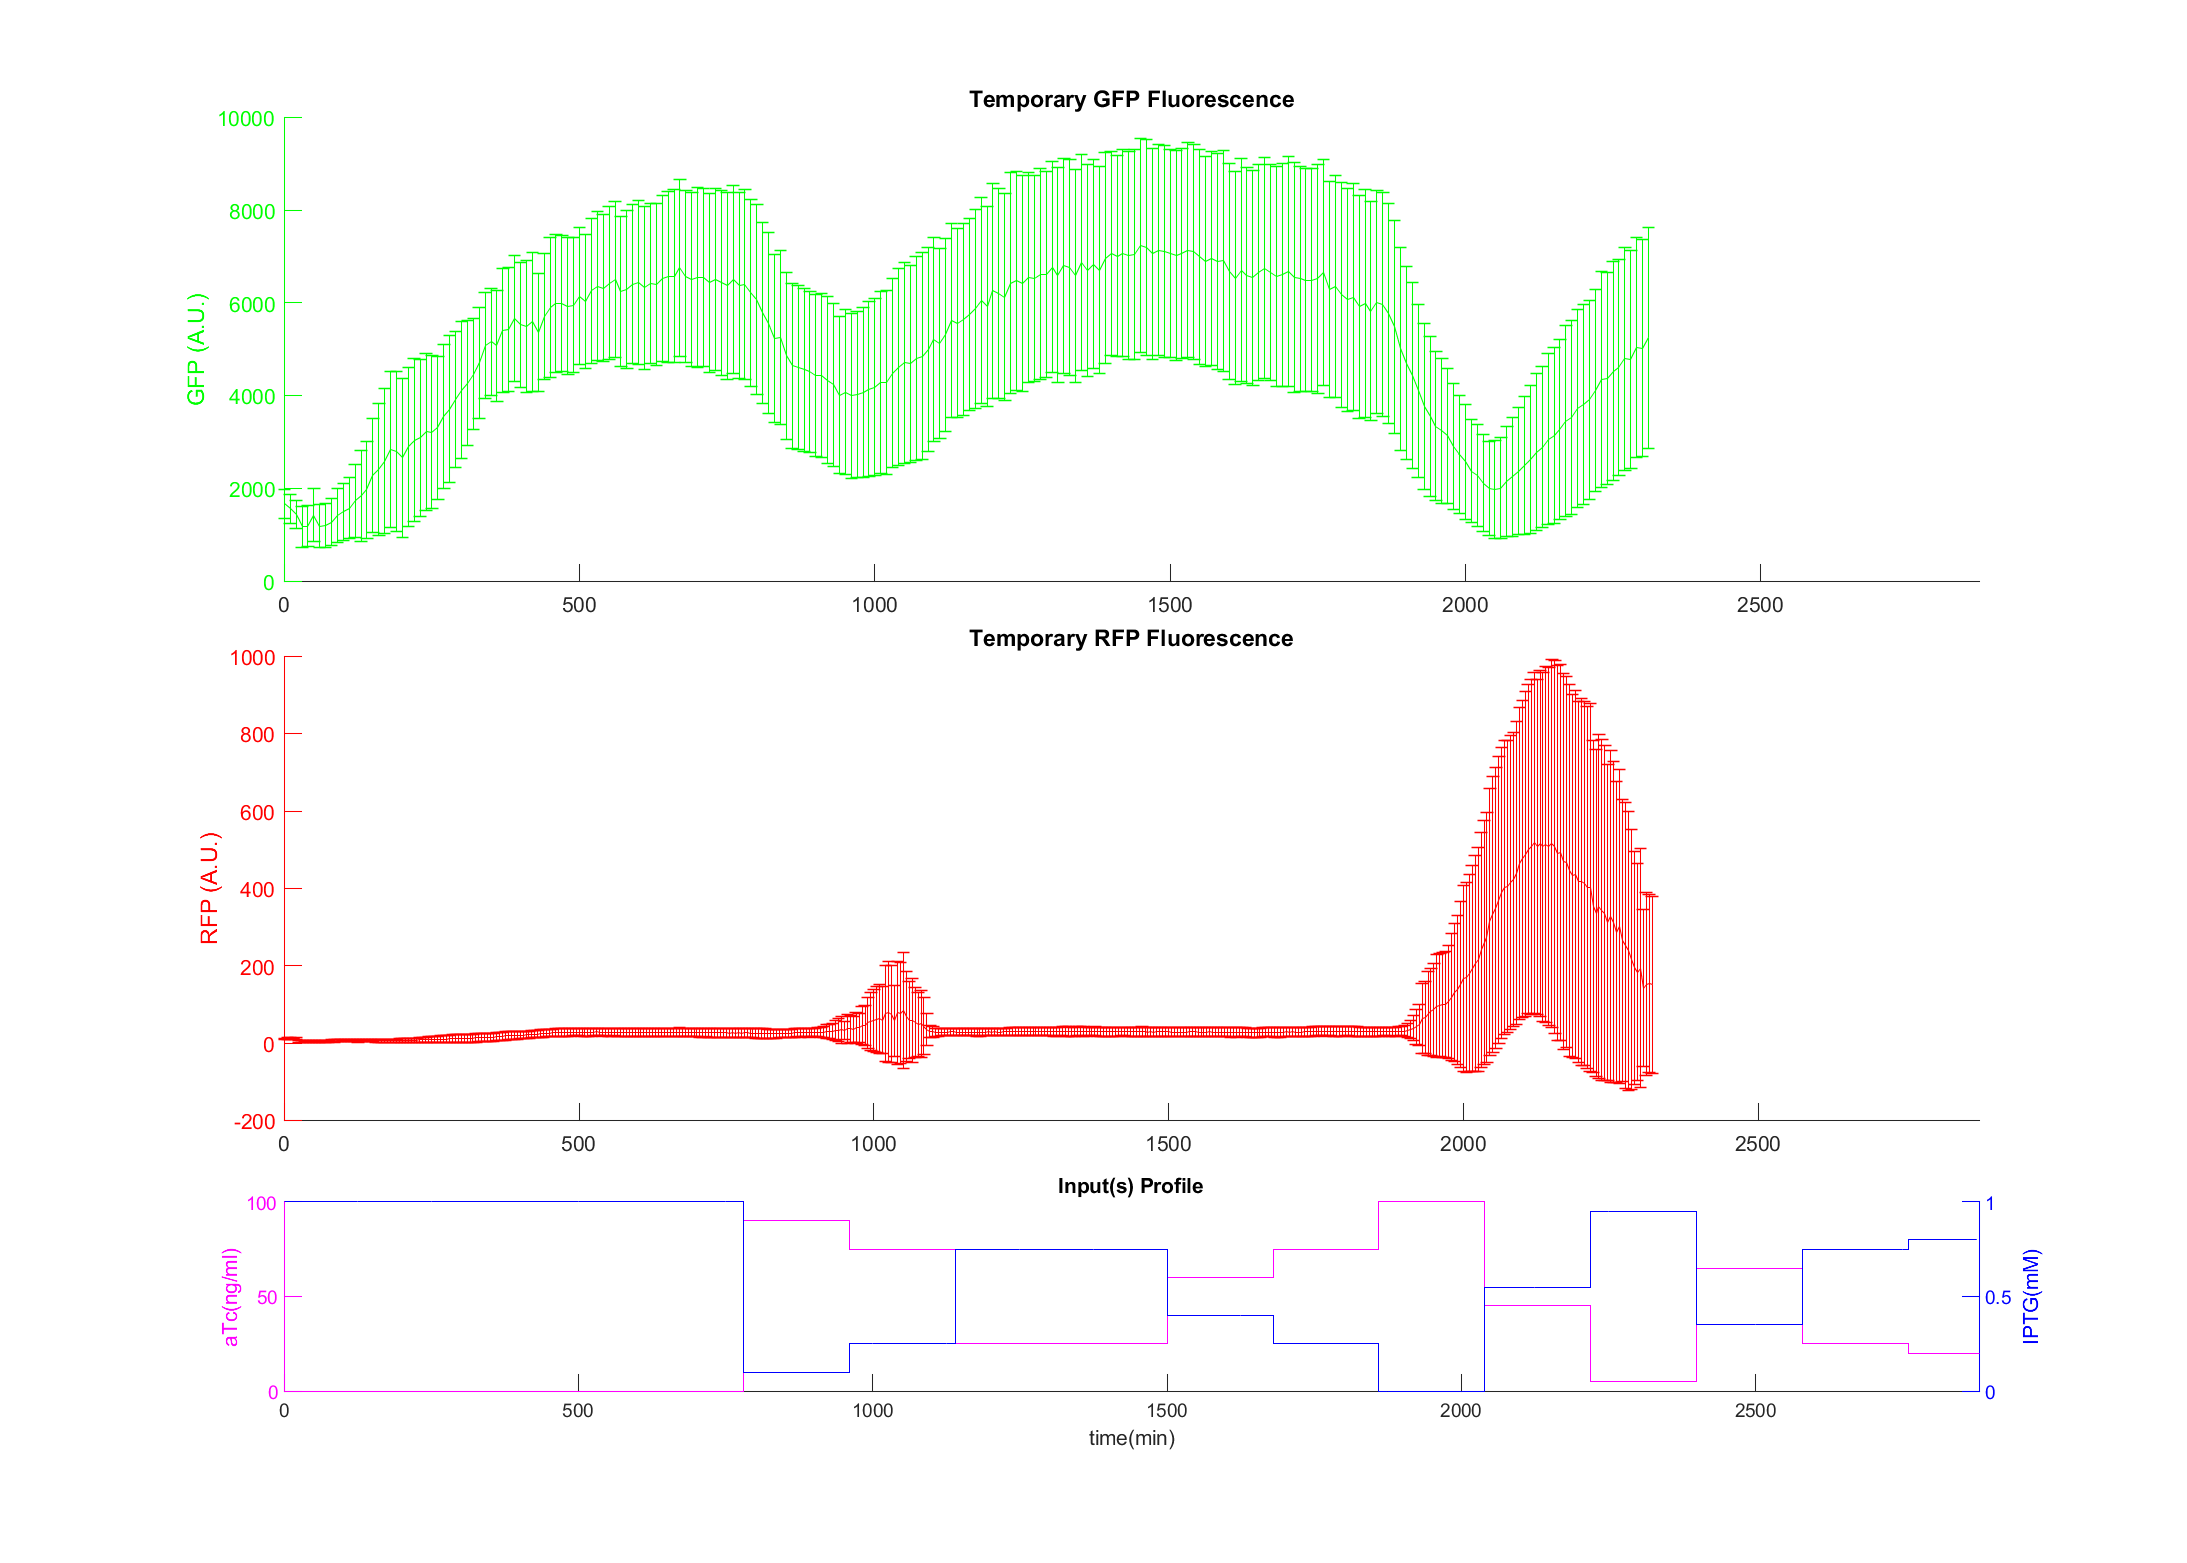 Temporary GFP Fluorescence
10000
8000
6000
4000
2000
0
GFP (A.U.)
0 500 1000 1500 2000 2500
Temporary RFP Fluorescence
1000
800
600
400
200
0
-200
RFP (A.U.)
0 500 1000 1500 2000 2500
Input(s) Profile
100
50
0
aTc(ng/ml)
1
0.5
0
IPTG(mM)
0 500 1000 1500 2000 2500
time(min)